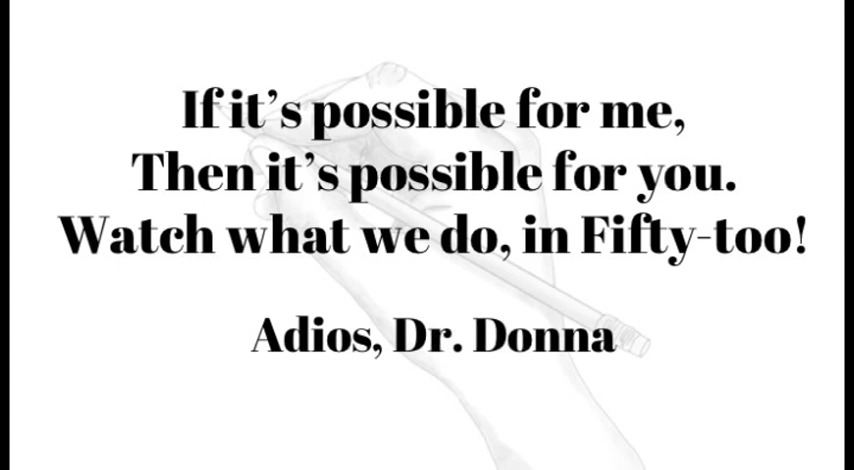 If it’s possible for me,
Then it’s possible for you.
Watch what we do, in Fifty-too!
Adios, Dr. Donna